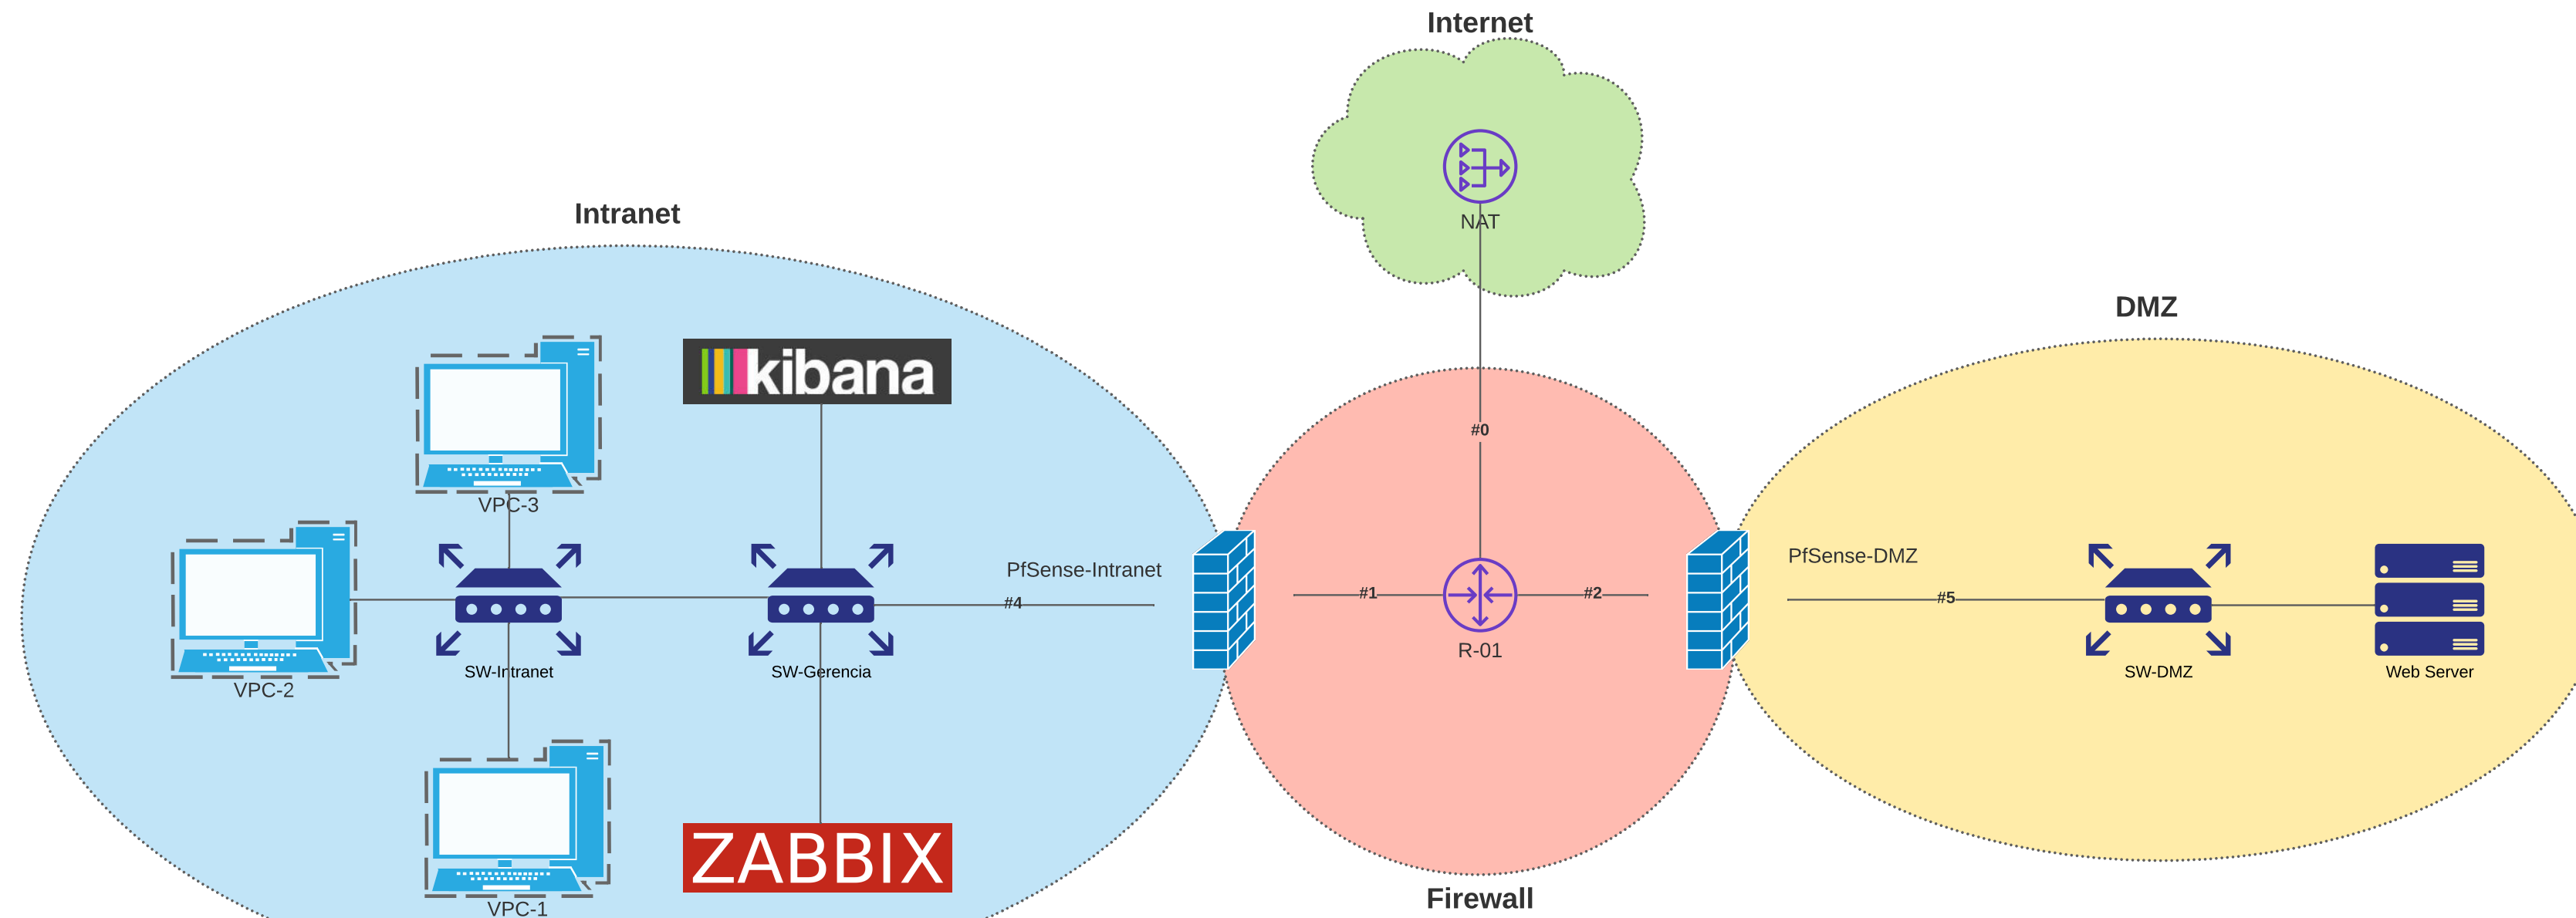 Internet
NAT
Intranet
DMZ
kibana
#0
VPC-3
PfSense-Intranet
PfSense-DMZ
#4
#1
#2
#5
R-01
SW-Intranet
SW-Gerencia
SW-DMZ
Web Server
VPC-2
ZABBIX
Firewall
VPC-1